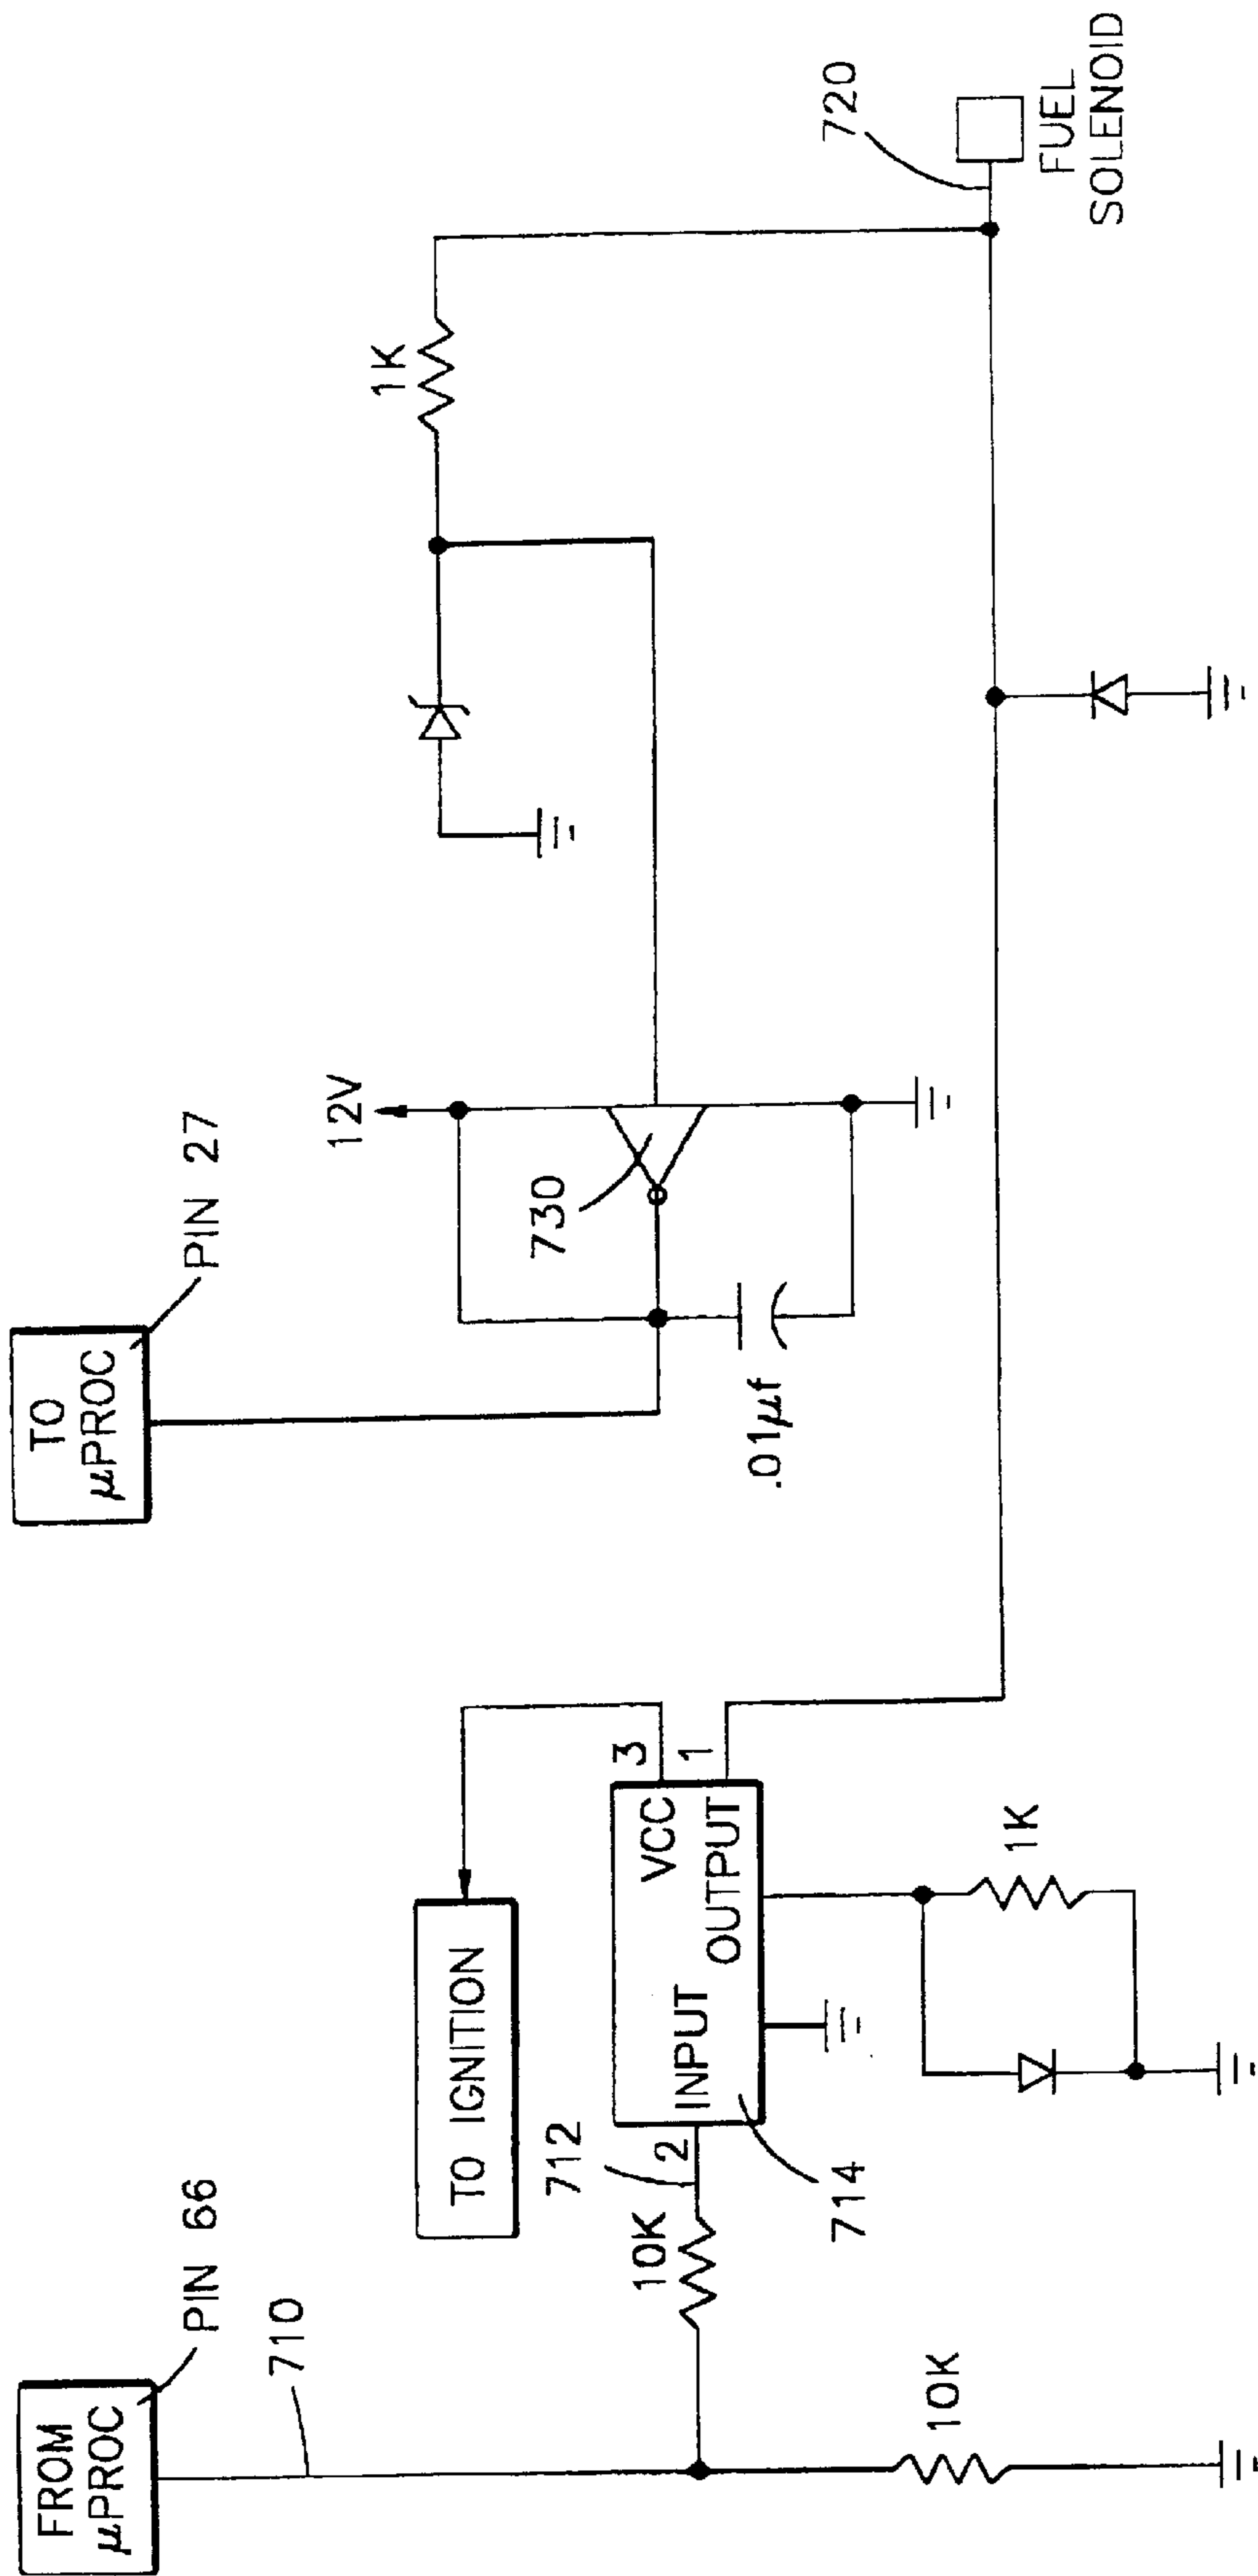 FROM
μPROC
PIN 66
710
10K
10K
712
2
INPUT
VCC
OUTPUT
714
3
1
TO IGNITION
1K
TO
μPROC
PIN 27
12V
730
.01μf
1K
720
FUEL
SOLENOID